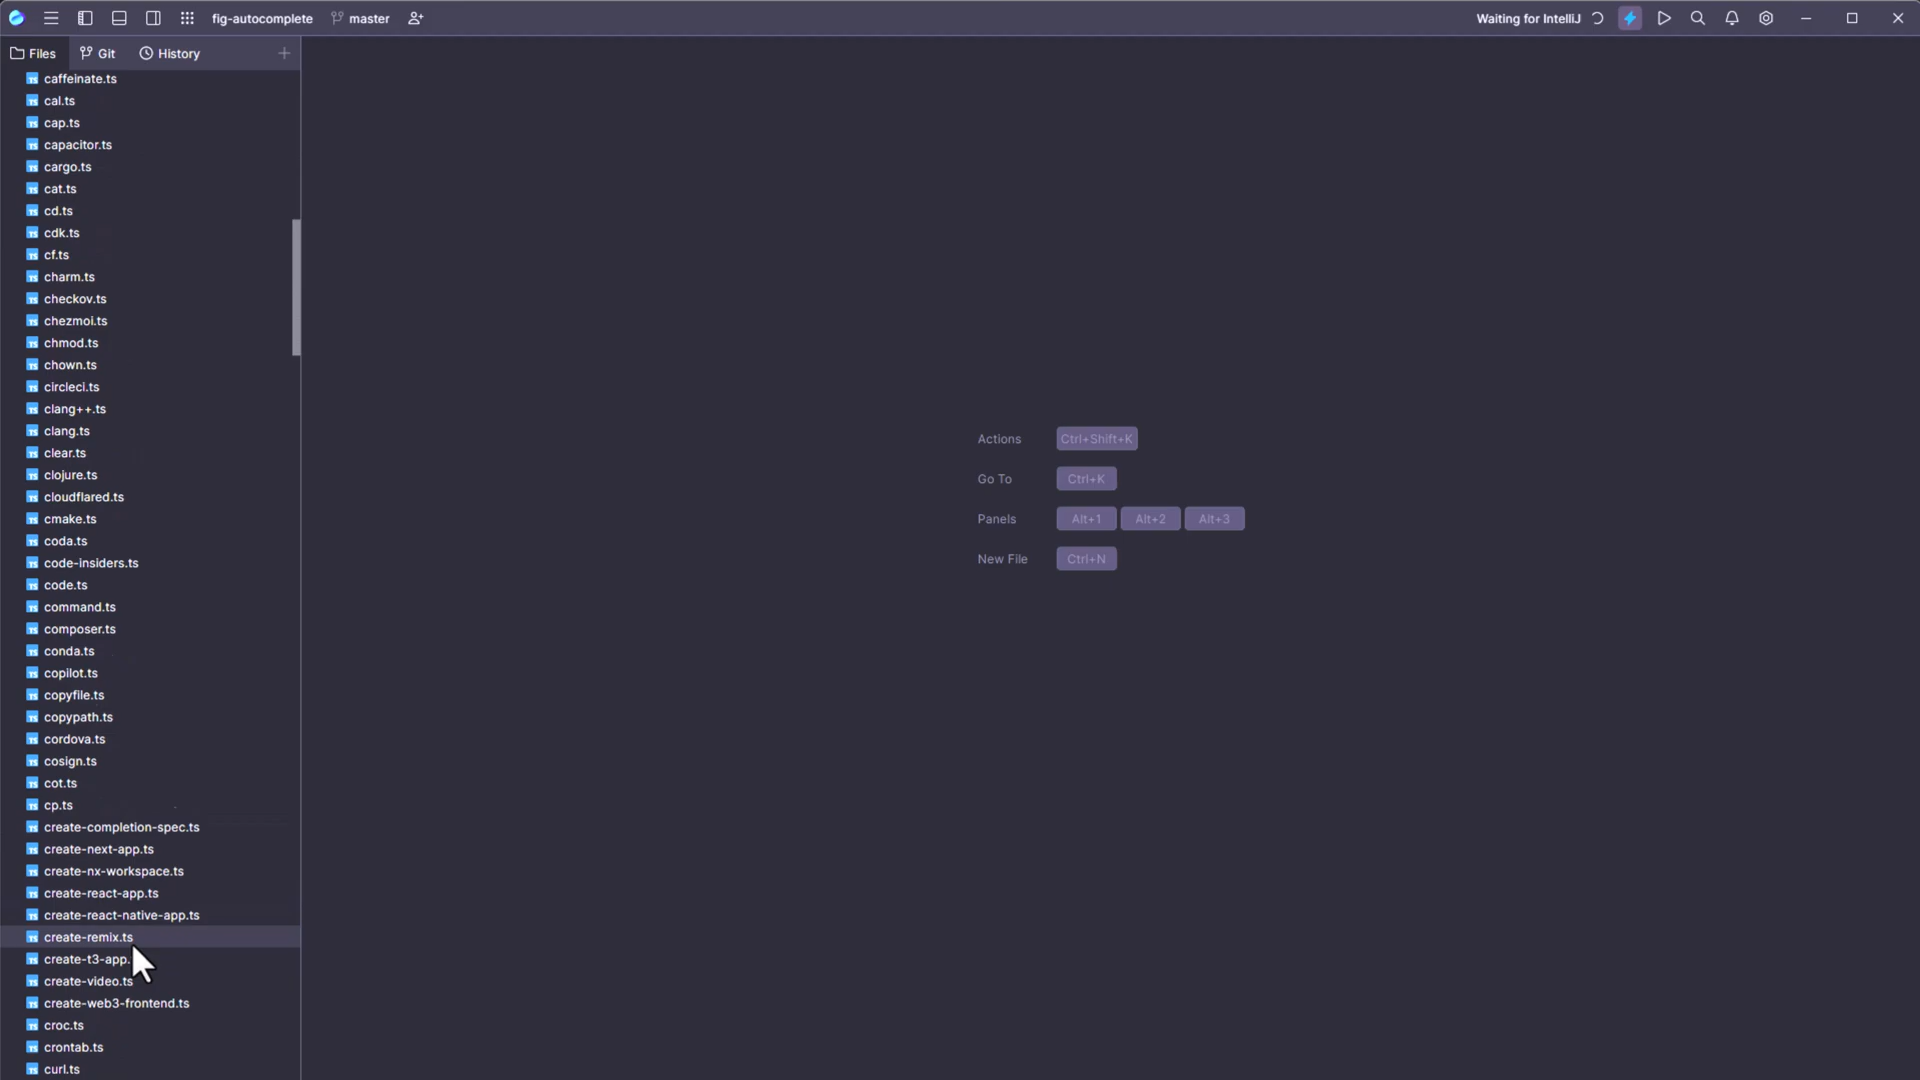 fig-autocomplete
master
Waiting for IntelliJ
Files
Git
History
caffeinate.ts
cal.ts
cap.ts
capacitor.ts
cargo.ts
cat.ts
cd.ts
cdk.ts
cf.ts
charm.ts
checkov.ts
chezmoi.ts
chmod.ts
chown.ts
circleci.ts
clang++.ts
clang.ts
clear.ts
clojure.ts
cloudflared.ts
cmake.ts
coda.ts
code-insiders.ts
code.ts
command.ts
composer.ts
conda.ts
copilot.ts
copyfile.ts
copypath.ts
cordova.ts
cosign.ts
cot.ts
cp.ts
create-completion-spec.ts
create-next-app.ts
create-nx-workspace.ts
create-react-app.ts
create-react-native-app.ts
create-remix.ts
create-t3-app.
create-video.ts
create-web3-frontend.ts
croc.ts
crontab.ts
curl.ts
Actions Ctrl+Shift+K
Go To Ctrl+K
Panels Alt+1 Alt+2 Alt+3
New File Ctrl+N